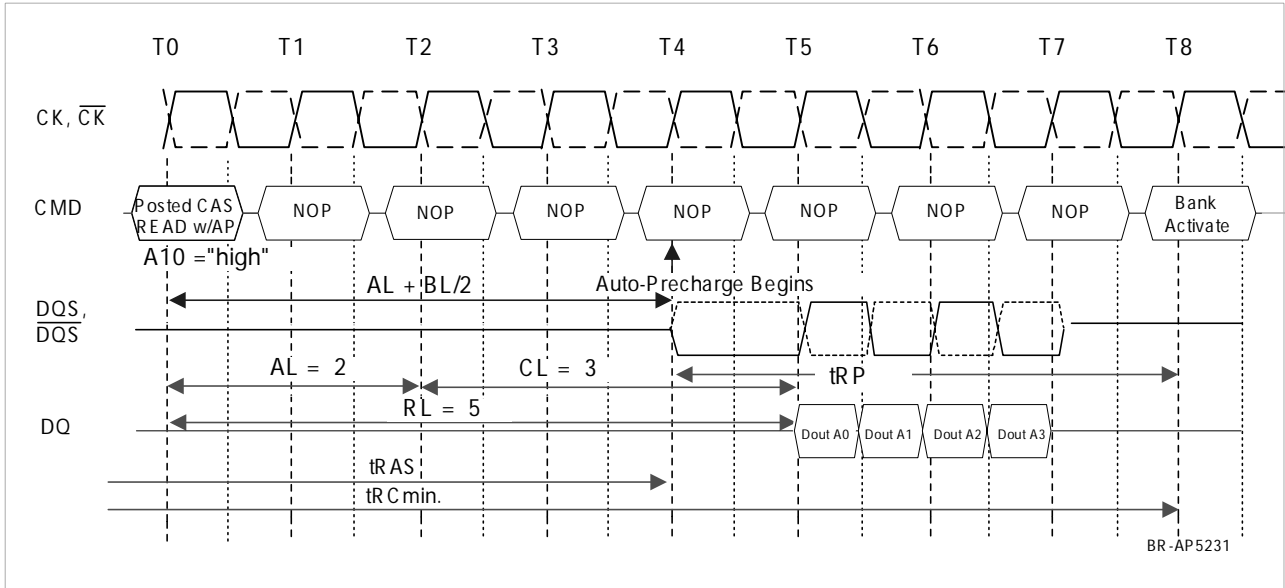 T0 T1 T2 T3 T4 T5 T6 T7 T8
CK, CK
CMD
Posted CAS
READ w/AP
NOP NOP NOP NOP NOP NOP NOP
Bank
Activate
A10 ="high"
AL + BL/2
Auto-Precharge Begins
DQS,
DQS
AL = 2
CL = 3
tRP
RL = 5
DQ
Dout A0 Dout A1 Dout A2 Dout A3
tRAS
tRCmin.
BR-AP5231